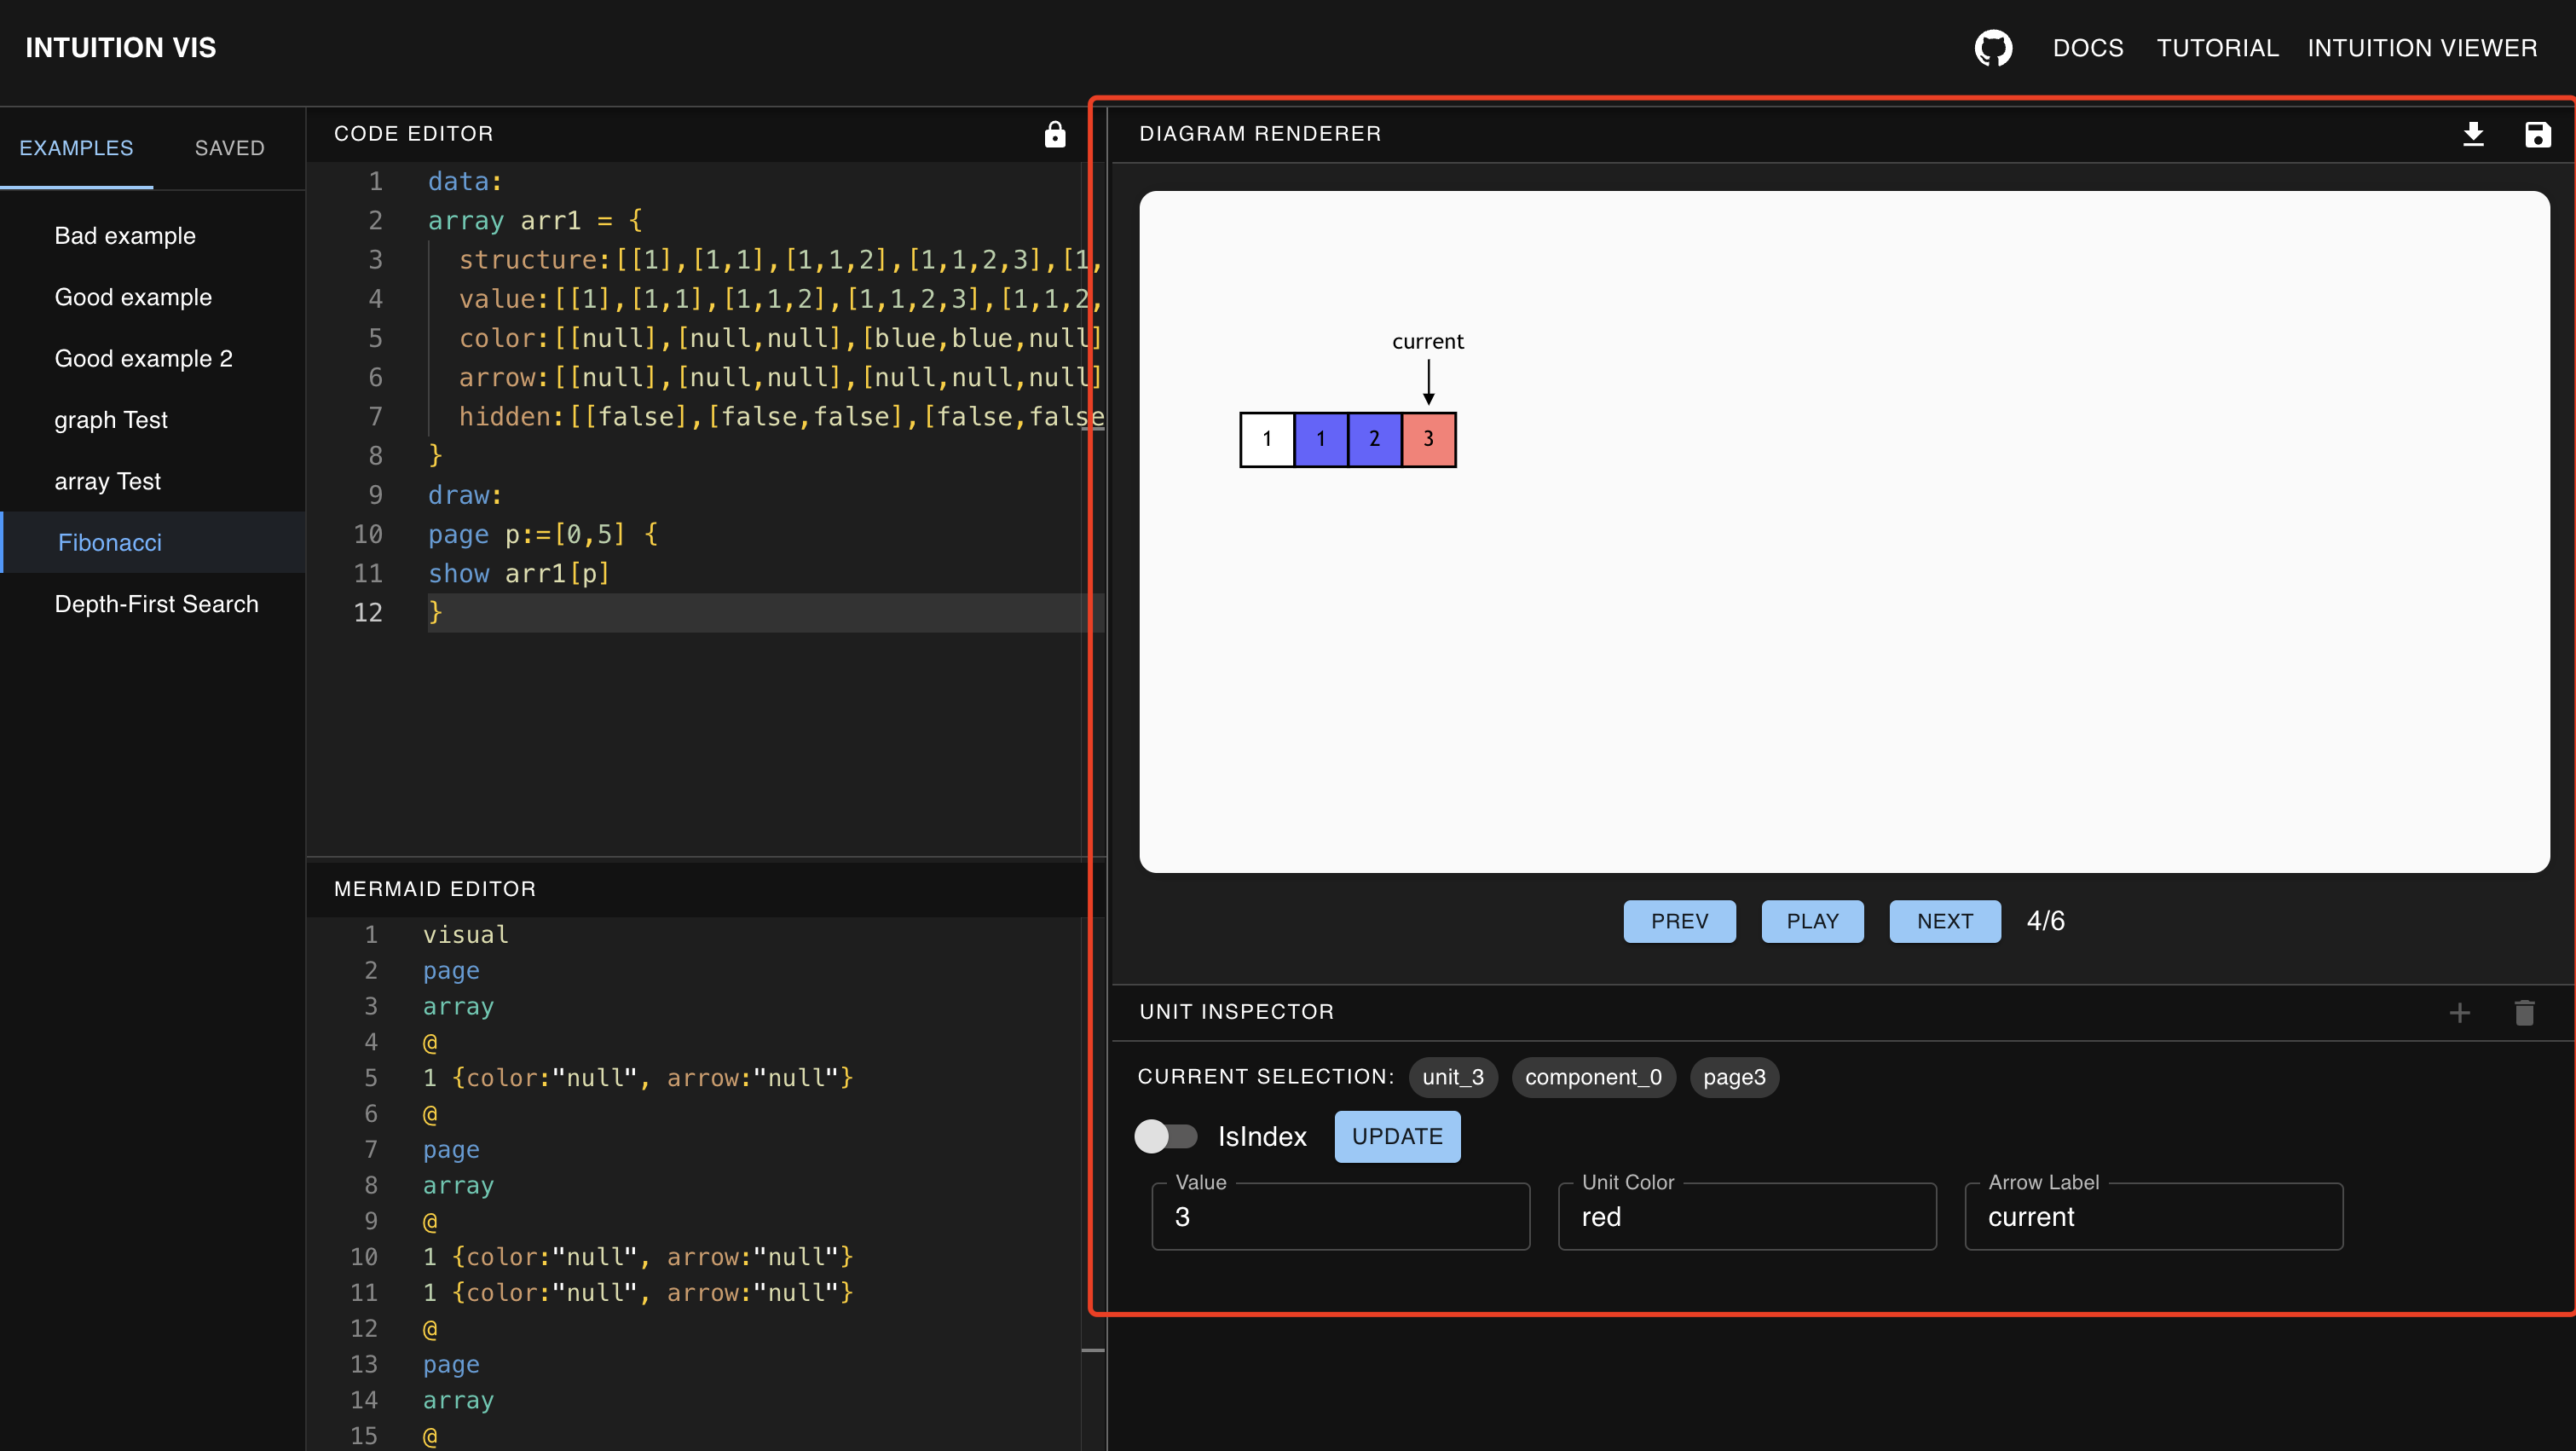 INTUITION VIS
DOCS TUTORIAL INTUITION VIEWER
EXAMPLES SAVED
Bad example
Good example
Good example 2
graph Test
array Test
Fibonacci
Depth-First Search
CODE EDITOR
1 data:
2 array arr1 = {
3 structure:[[1],[1,1],[1,1,2],[1,1,2,3],[1,
4 value:[[1],[1,1],[1,1,2],[1,1,2,3],[1,1,2,
5 color:[[null],[null,null],[blue,blue,null]
6 arrow:[[null],[null,null],[null,null,null]
7 hidden:[[false],[false,false],[false,false
8 }
9 draw:
10 page p:=[0,5] {
11 show arr1[p]
12 }
MERMAID EDITOR
1 visual
2 page
3 array
4 @
5 1 {color:"null", arrow:"null"}
6 @
7 page
8 array
9 @
10 1 {color:"null", arrow:"null"}
11 1 {color:"null", arrow:"null"}
12 @
13 page
14 array
15 @
DIAGRAM RENDERER
current
1 1 2 3
PREV PLAY NEXT 4/6
UNIT INSPECTOR
CURRENT SELECTION: unit_3 component_0 page3
IsIndex UPDATE
Value Unit Color Arrow Label
3 red current